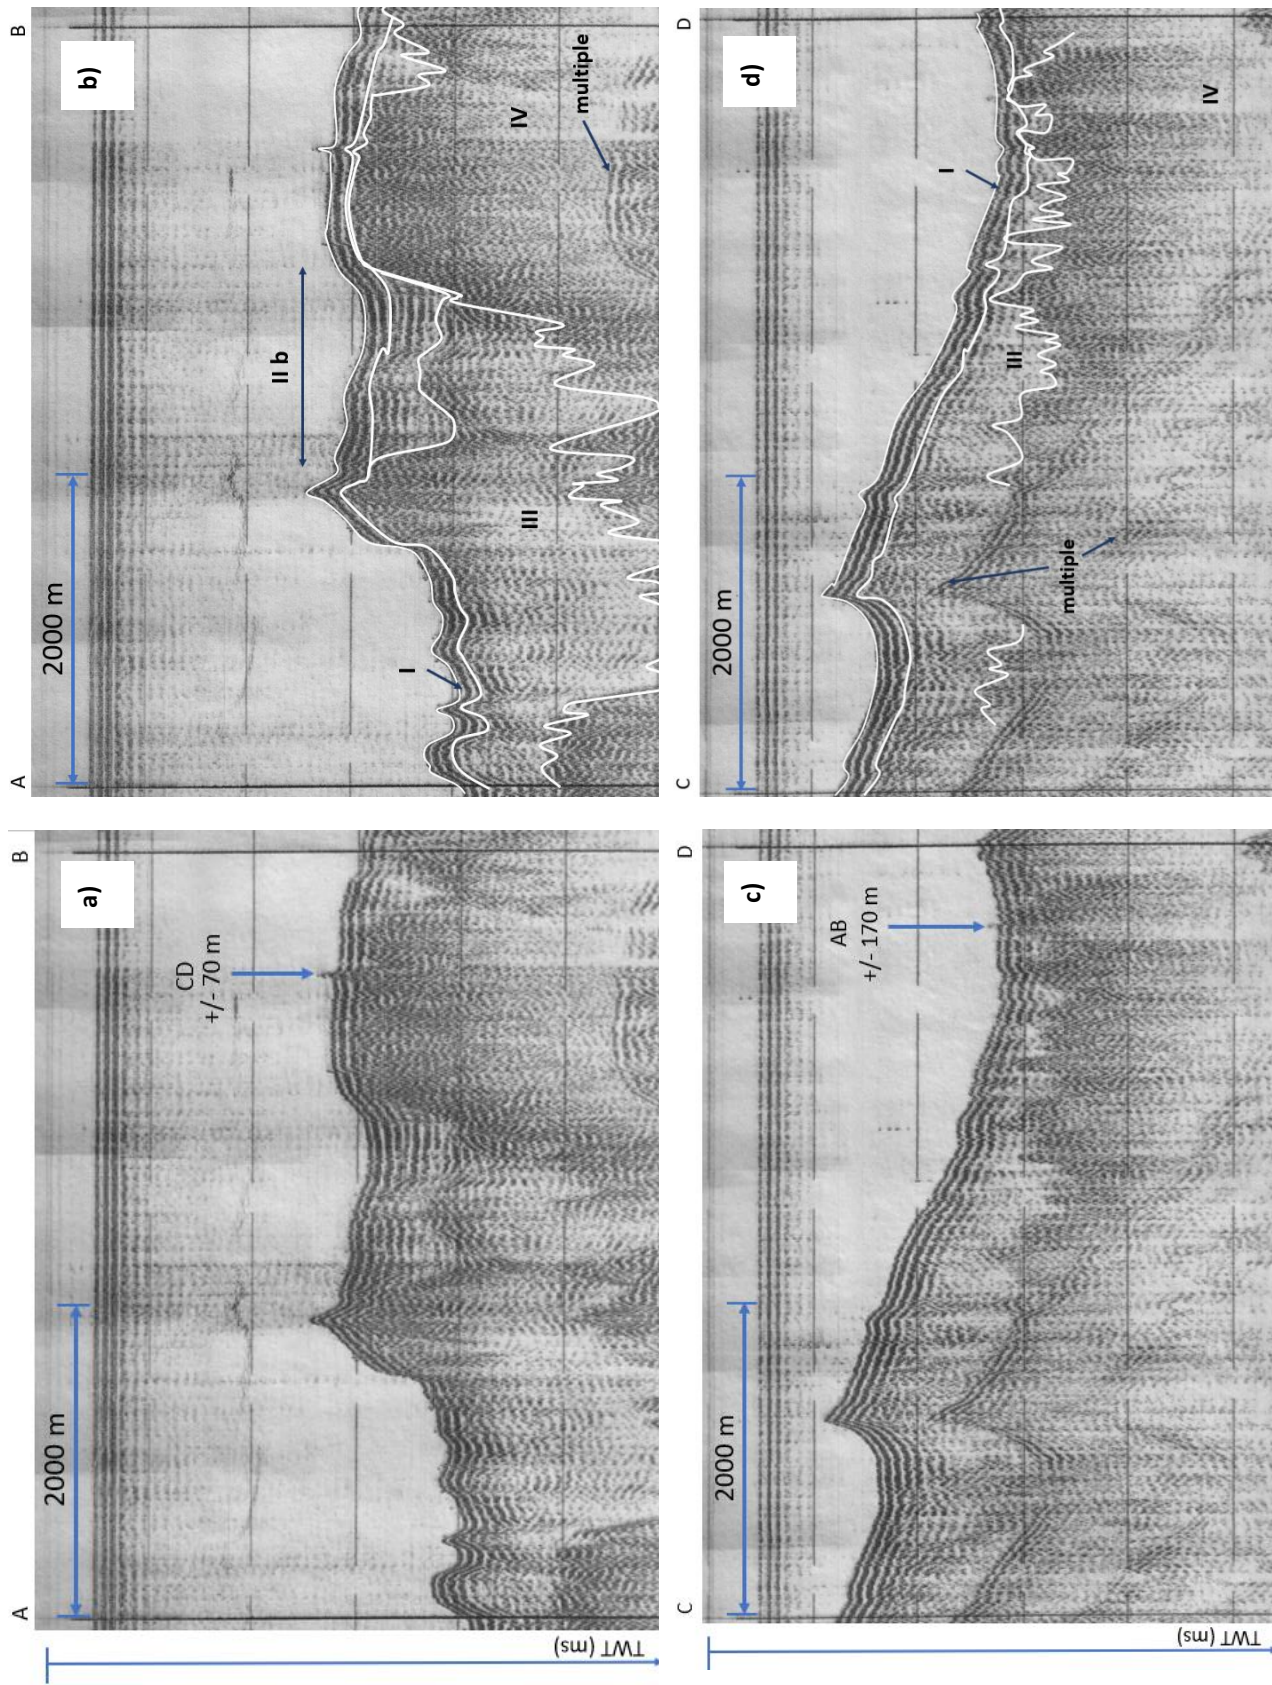 A
B
a)
2000 m
CD
+/- 70 m
TWT (ms)
A
B
b)
2000 m
II b
I
III
IV
multiple
C
D
c)
2000 m
AB
+/- 170 m
TWT (ms)
C
D
d)
2000 m
I
III
multiple
IV